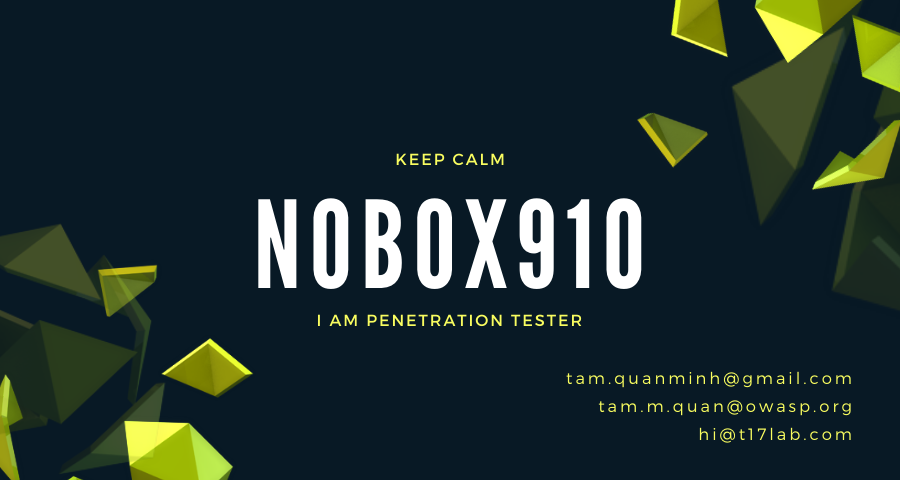 KEEP CALM
NOBOX910
I AM PENETRATION TESTER
tam.quanminh@gmail.com
tam.m.quan@owasp.org
hi@t17lab.com